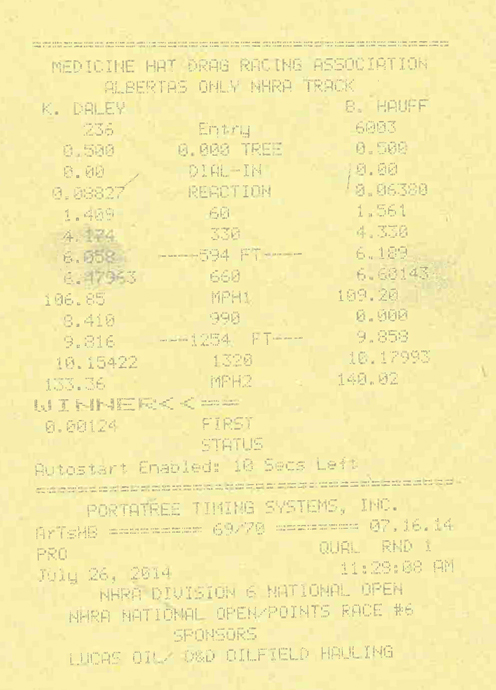 MEDICINE HAT DRAG RACING ASSOCIATION
ALBERTAS ONLY NHRA TRACK
K. DALEY B. HAUFF
236 Entry 6003
0.500 0.000 TREE 0.500
0.00 DIAL-IN 0.00
0.08827 REACTION 0.06380
1.409 60 1.561
4.174 330 4.330
6.058 ----594 FT---- 6.189
6.47963 660 6.60143
106.85 MPH1 109.20
8.410 990 0.000
9.816 ---1254 FT--- 9.858
10.15422 1320 10.17993
133.36 MPH2 140.02
WINNER<<==
0.00124 FIRST
STATUS
Autostart Enabled: 10 Secs Left
PORTATREE TIMING SYSTEMS, INC.
ArTsHB ========= 69/70 ======== 07.16.14
PRO QUAL RND 1
July 26, 2014 11:29:08 AM
NHRA DIVISION 6 NATIONAL OPEN
NHRA NATIONAL OPEN/POINTS RACE #6
SPONSORS
LUCAS OIL/ D&D OILFIELD HAULING